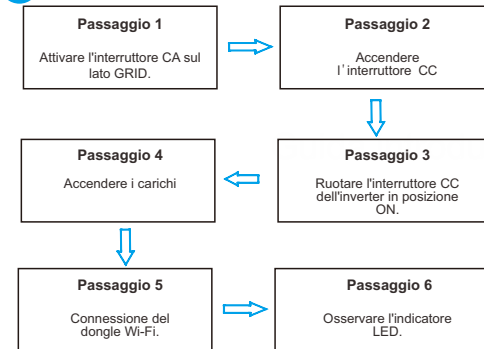 Passaggio 1
Attivare l'interruttore CA sul
lato GRID.
Passaggio 2
Accendere
l'interruttore CC
Passaggio 3
Ruotare l'interruttore CC
dell'inverter in posizione
ON.
Passaggio 4
Accendere i carichi
Passaggio 5
Connessione del
dongle Wi-Fi.
Passaggio 6
Osservare l'indicatore
LED.